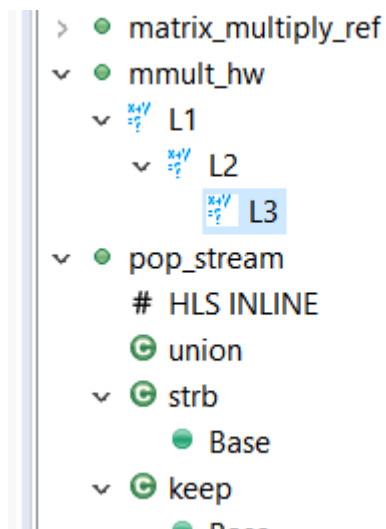 matrix_multiply_ref
mmult_hw
L1
L2
L3
pop_stream
# HLS INLINE
union
strb
Base
keep